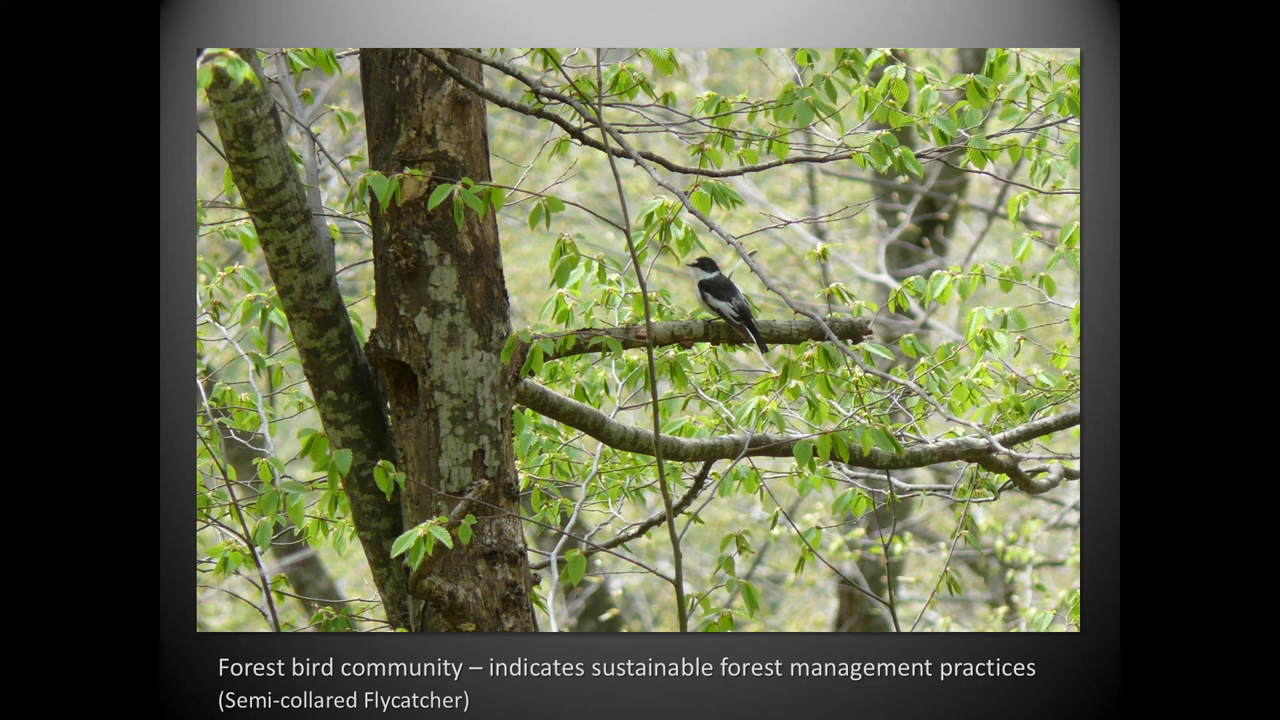 Forest bird community – indicates sustainable forest management practices
(Semi-collared Flycatcher)